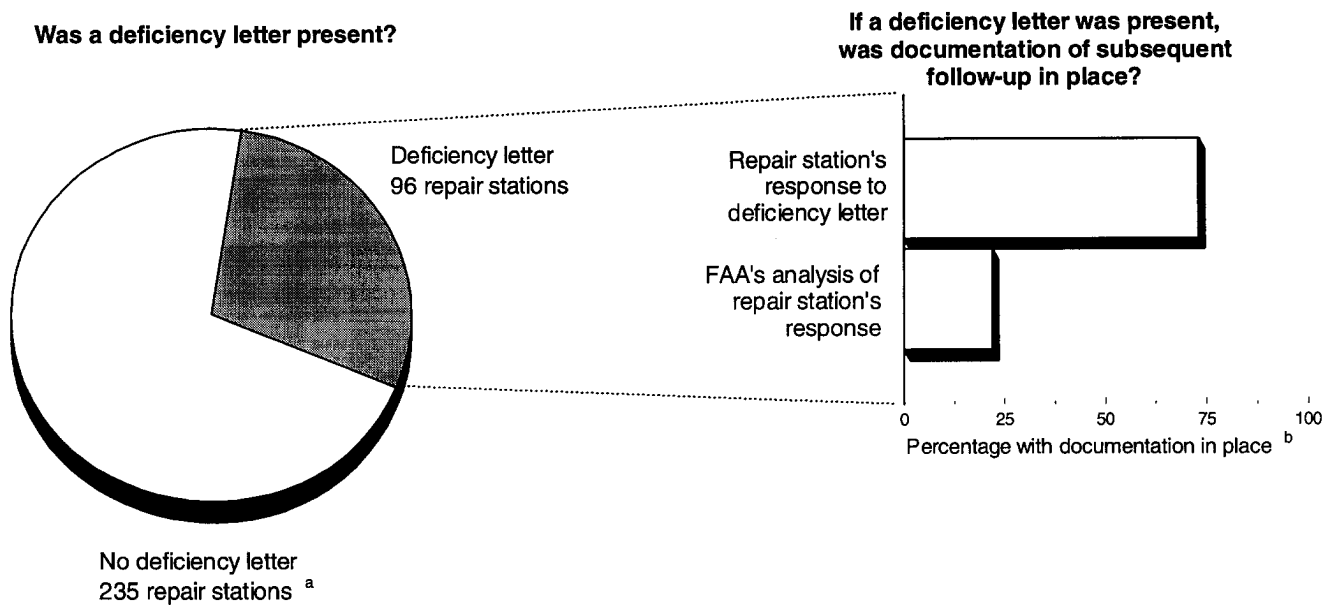 Was a deficiency letter present?
Deficiency letter
96 repair stations
No deficiency letter
235 repair stations a
If a deficiency letter was present,
was documentation of subsequent
follow-up in place?
Repair station's
response to
deficiency letter
FAA's analysis of
repair station's
response
0 25 50 75 100
Percentage with documentation in place b